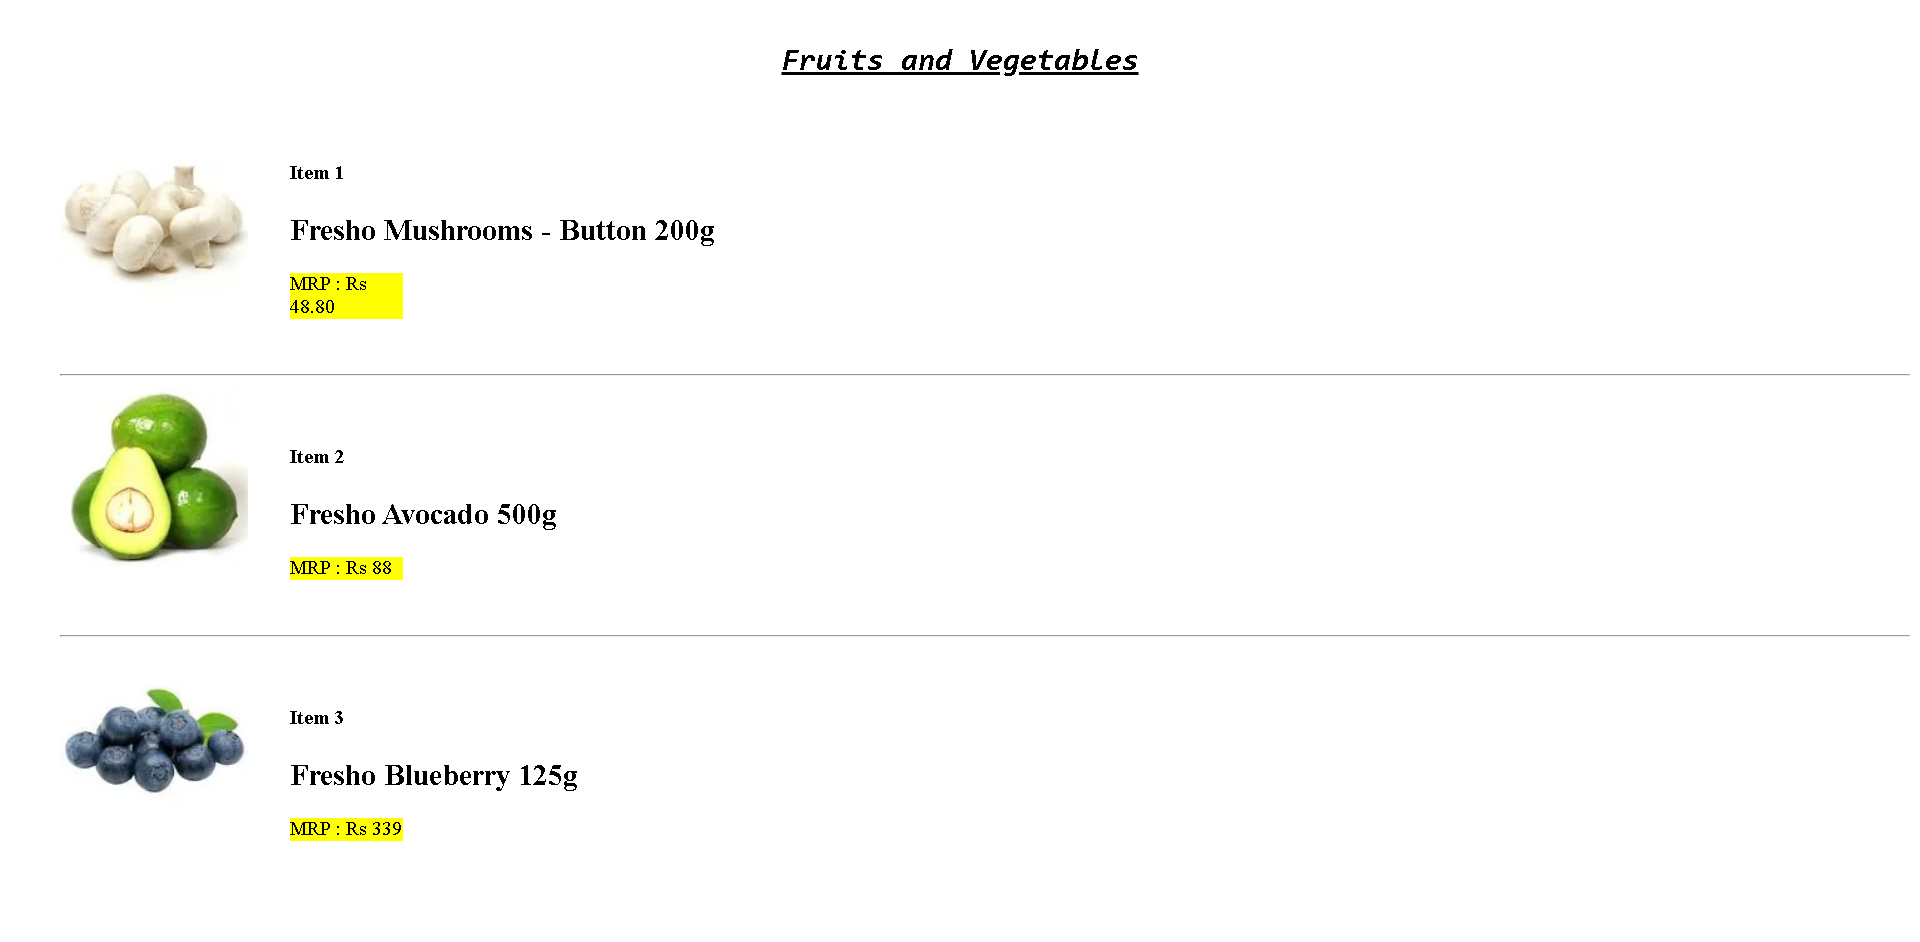 Fruits and Vegetables
Item 1
Fresho Mushrooms - Button 200g
MRP : Rs
48.80
Item 2
Fresho Avocado 500g
MRP : Rs 88
Item 3
Fresho Blueberry 125g
MRP : Rs 339